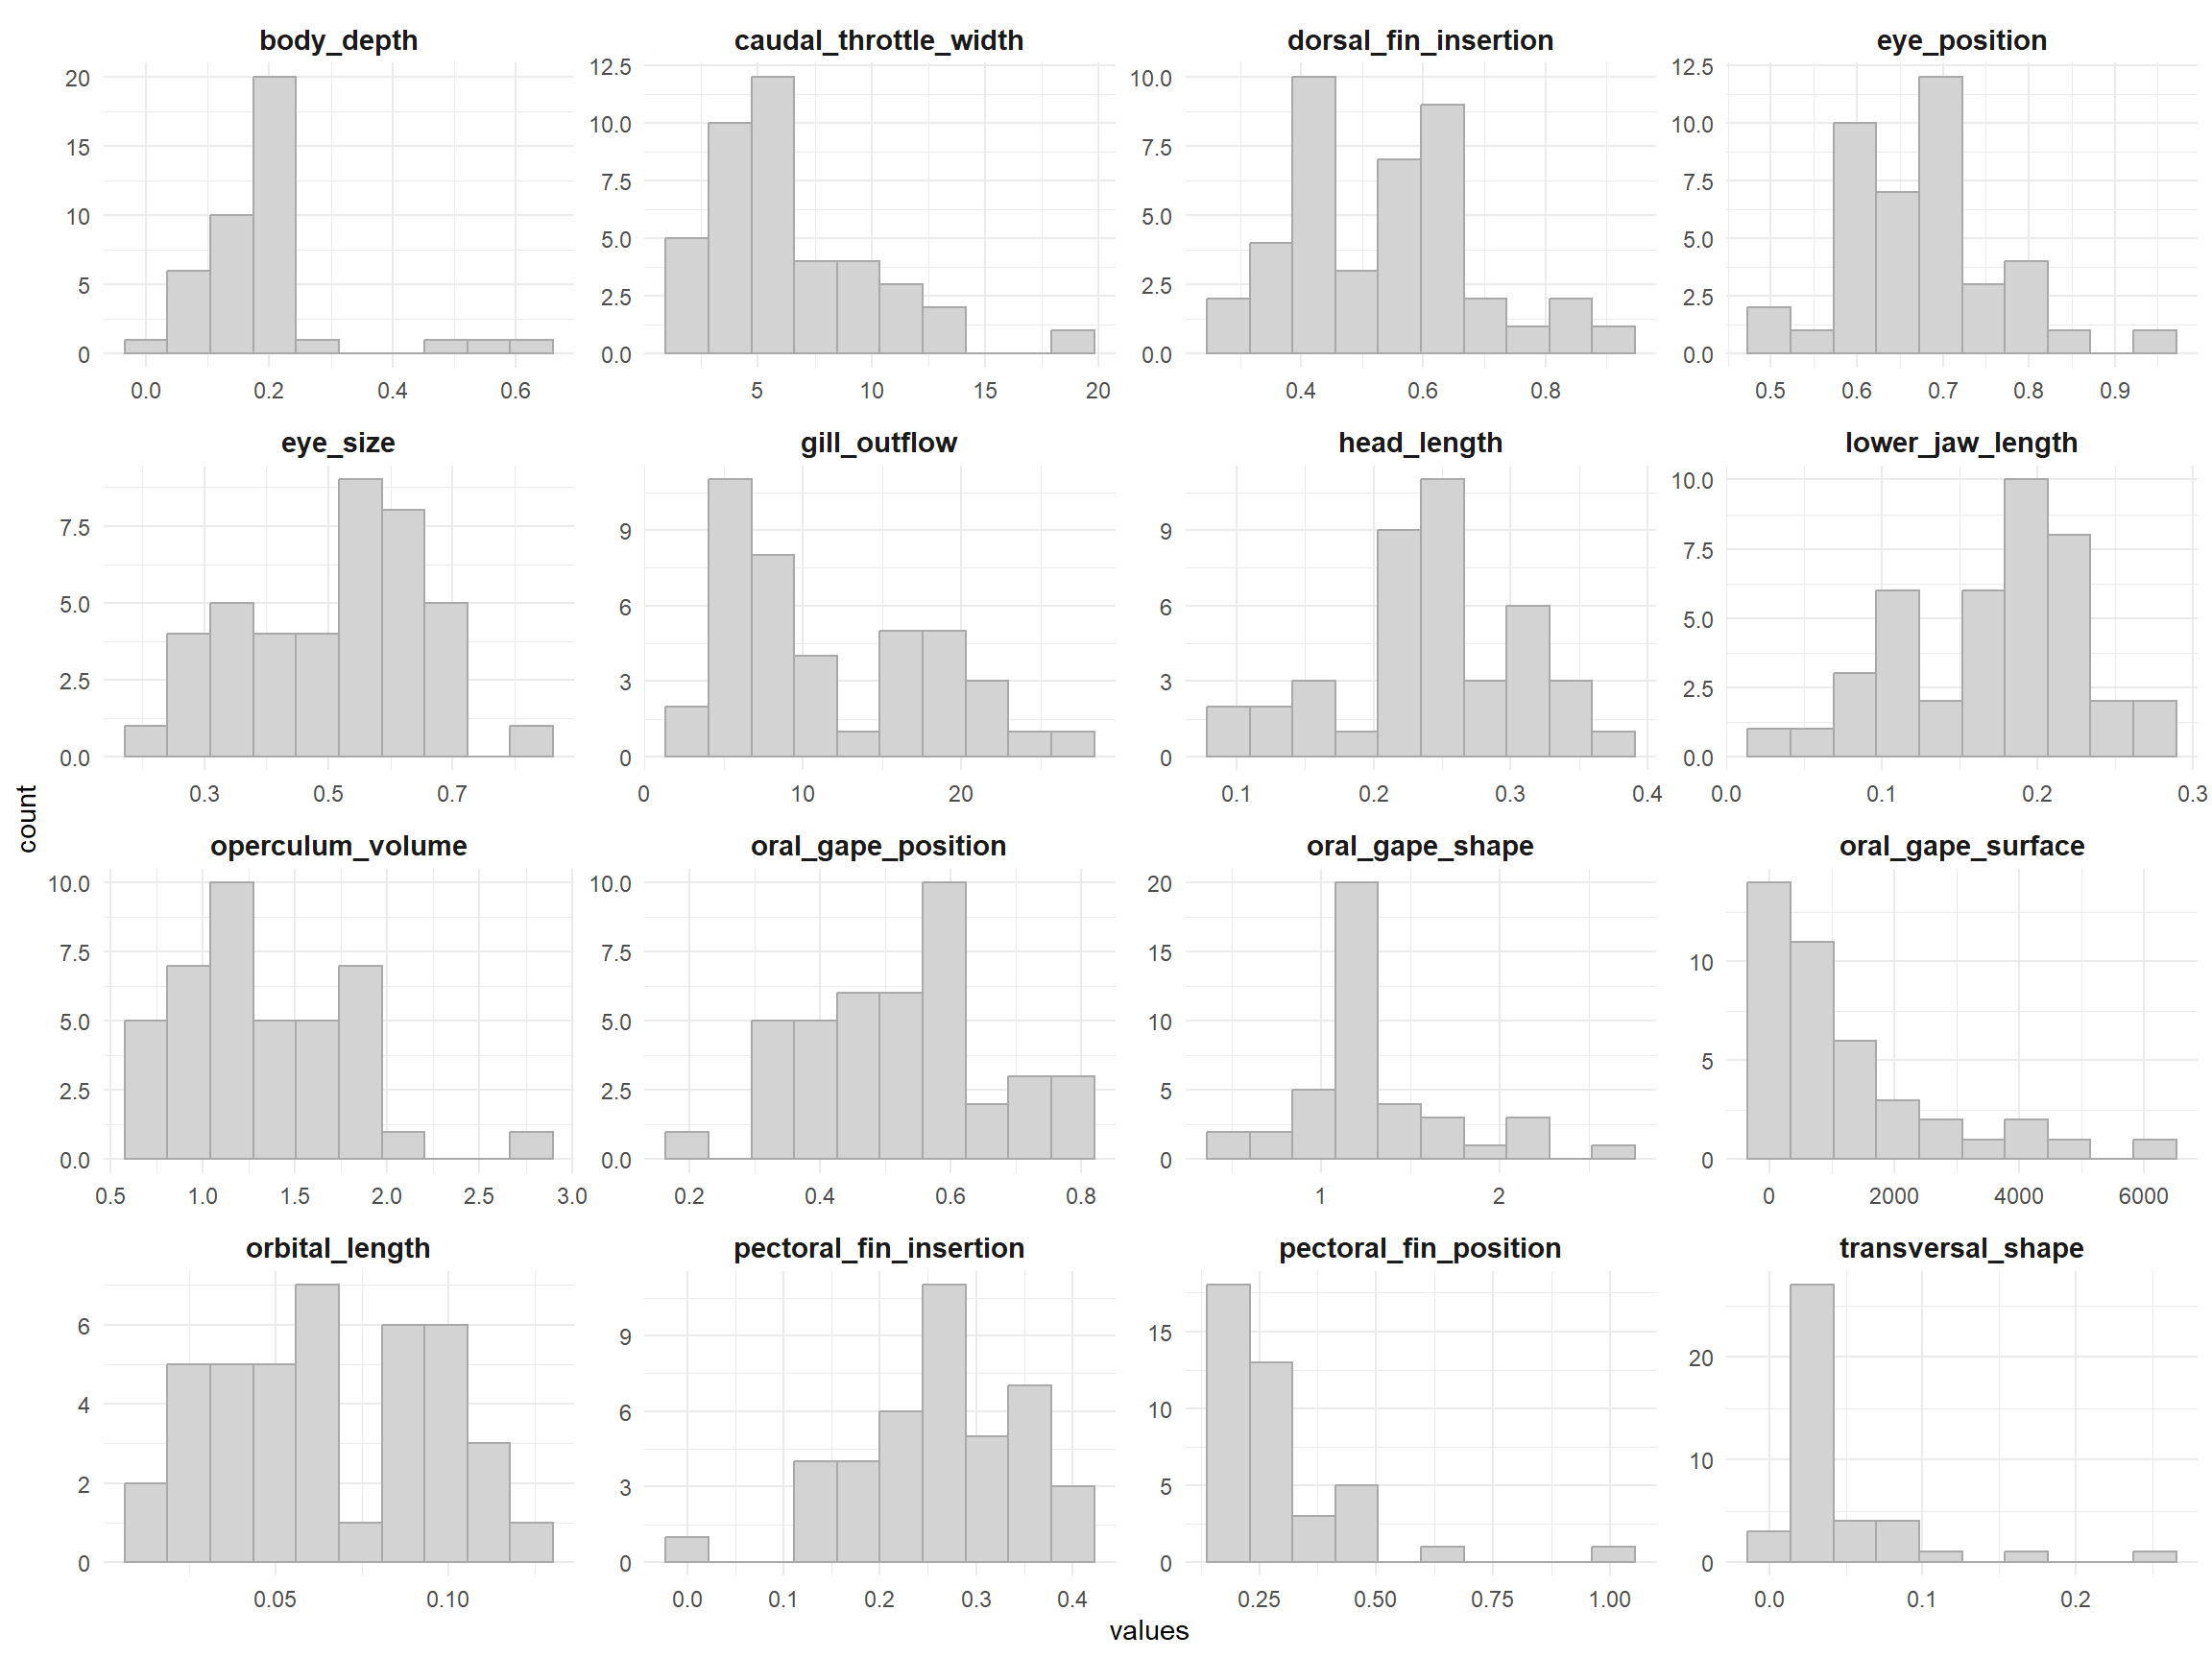 body_depth caudal_throttle_width dorsal_fin_insertion eye_position
20 15 10 5 0
0.0 0.2 0.4 0.6
12.5 10.0 7.5 5.0 2.5 0.0
5 10 15 20
10.0 7.5 5.0 2.5 0.0
0.4 0.6 0.8
12.5 10.0 7.5 5.0 2.5 0.0
0.5 0.6 0.7 0.8 0.9
eye_size gill_outflow head_length lower_jaw_length
7.5 5.0 2.5 0.0
0.3 0.5 0.7
9 6 3 0
0 10 20
9 6 3 0
0.1 0.2 0.3 0.4
10.0 7.5 5.0 2.5 0.0
0.0 0.1 0.2 0.3
count
operculum_volume oral_gape_position oral_gape_shape oral_gape_surface
10.0 7.5 5.0 2.5 0.0
0.5 1.0 1.5 2.0 2.5 3.0
10.0 7.5 5.0 2.5 0.0
0.2 0.4 0.6 0.8
20 15 10 5 0
1 2
10 5 0
0 2000 4000 6000
orbital_length pectoral_fin_insertion pectoral_fin_position transversal_shape
6 4 2 0
0.05 0.10
9 6 3 0
0.0 0.1 0.2 0.3 0.4
15 10 5 0
0.25 0.50 0.75 1.00
20 10 0
0.0 0.1 0.2
values